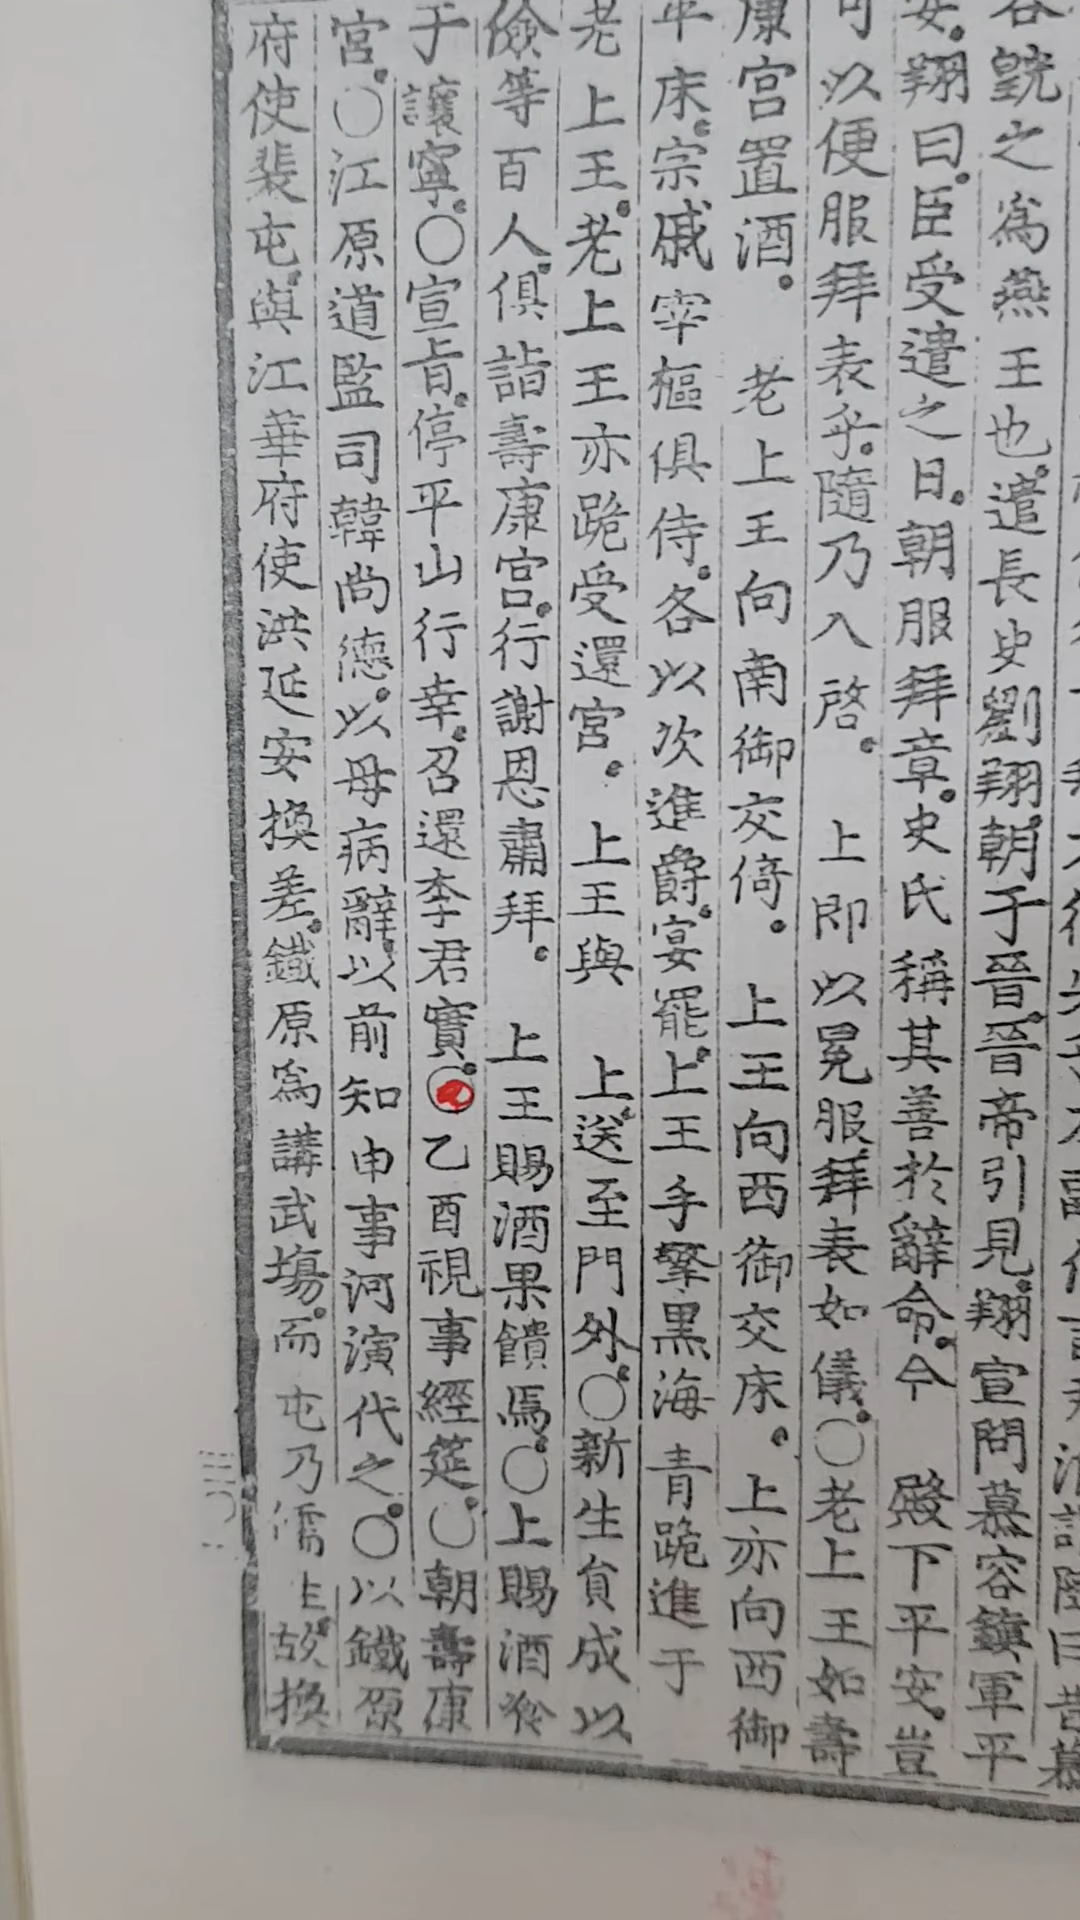 皝之爲燕王也遣長史劉翔朝于晉晉帝引見翔宣問慕容鎮軍平
安翔曰臣受遣之日朝服拜章史氏稱其善於辭命今 殿下平安豈
可以便服拜表乎隨乃入啓 上即以冕服拜表如儀○老上王如壽
康宮置酒 老上王向南御交倚 上王向西御交床 上亦向西御
平床宗戚宰樞俱侍各以次進爵宴罷上王手擎黑海青跪進于
老上王老上王亦跪受還宮 上王與 上送至門外○新生員成以
儉等百人俱詣壽康宮行謝恩肅拜 上王賜酒果饋焉○上賜酒飱
于讓寧○宣旨停平山行幸召還李君實○乙酉視事經筵○朝壽康
宮○江原道監司韓尚德以母病辭以前知申事河演代之○以鐵原
府使裴屯與江華府使洪延安換差鐵原爲講武場而屯乃儒士故換